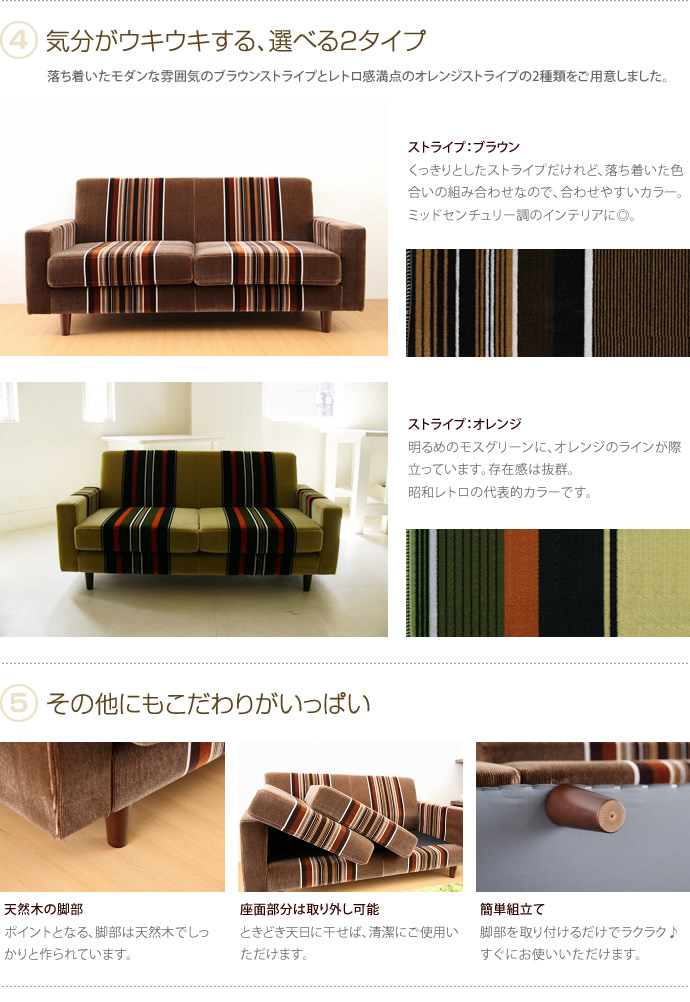 4 気分がウキウキする、選べる2タイプ
落ち着いたモダンな雰囲気のブラウンストライプとレトロ感満点のオレンジストライプの2種類をご用意しました。
ストライプ：ブラウン
くっきりとしたストライプだけれど、落ち着いた色
合いの組み合わせなので、合わせやすいカラー。
ミッドセンチュリー調のインテリアに◎。
ストライプ：オレンジ
明るめのモスグリーンに、オレンジのラインが際
立っています。存在感は抜群。
昭和レトロの代表的カラーです。
5 その他にもこだわりがいっぱい
天然木の脚部
ポイントとなる、脚部は天然木でしっ
かりと作られています。
座面部分は取り外し可能
ときどき天日に干せば、清潔にご使用い
ただけます。
簡単組立て
脚部を取り付けるだけでラクラク♪
すぐにお使いいただけます。